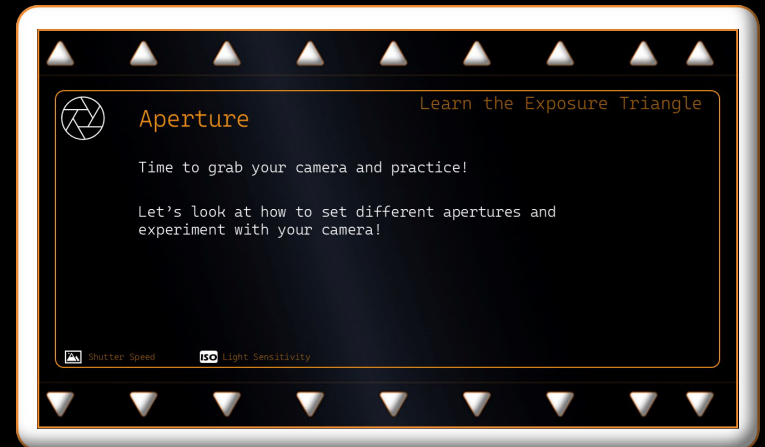 Learn the Exposure Triangle
Aperture
Time to grab your camera and practice!
Let’s look at how to set different apertures and
experiment with your camera!
Shutter Speed
ISO Light Sensitivity